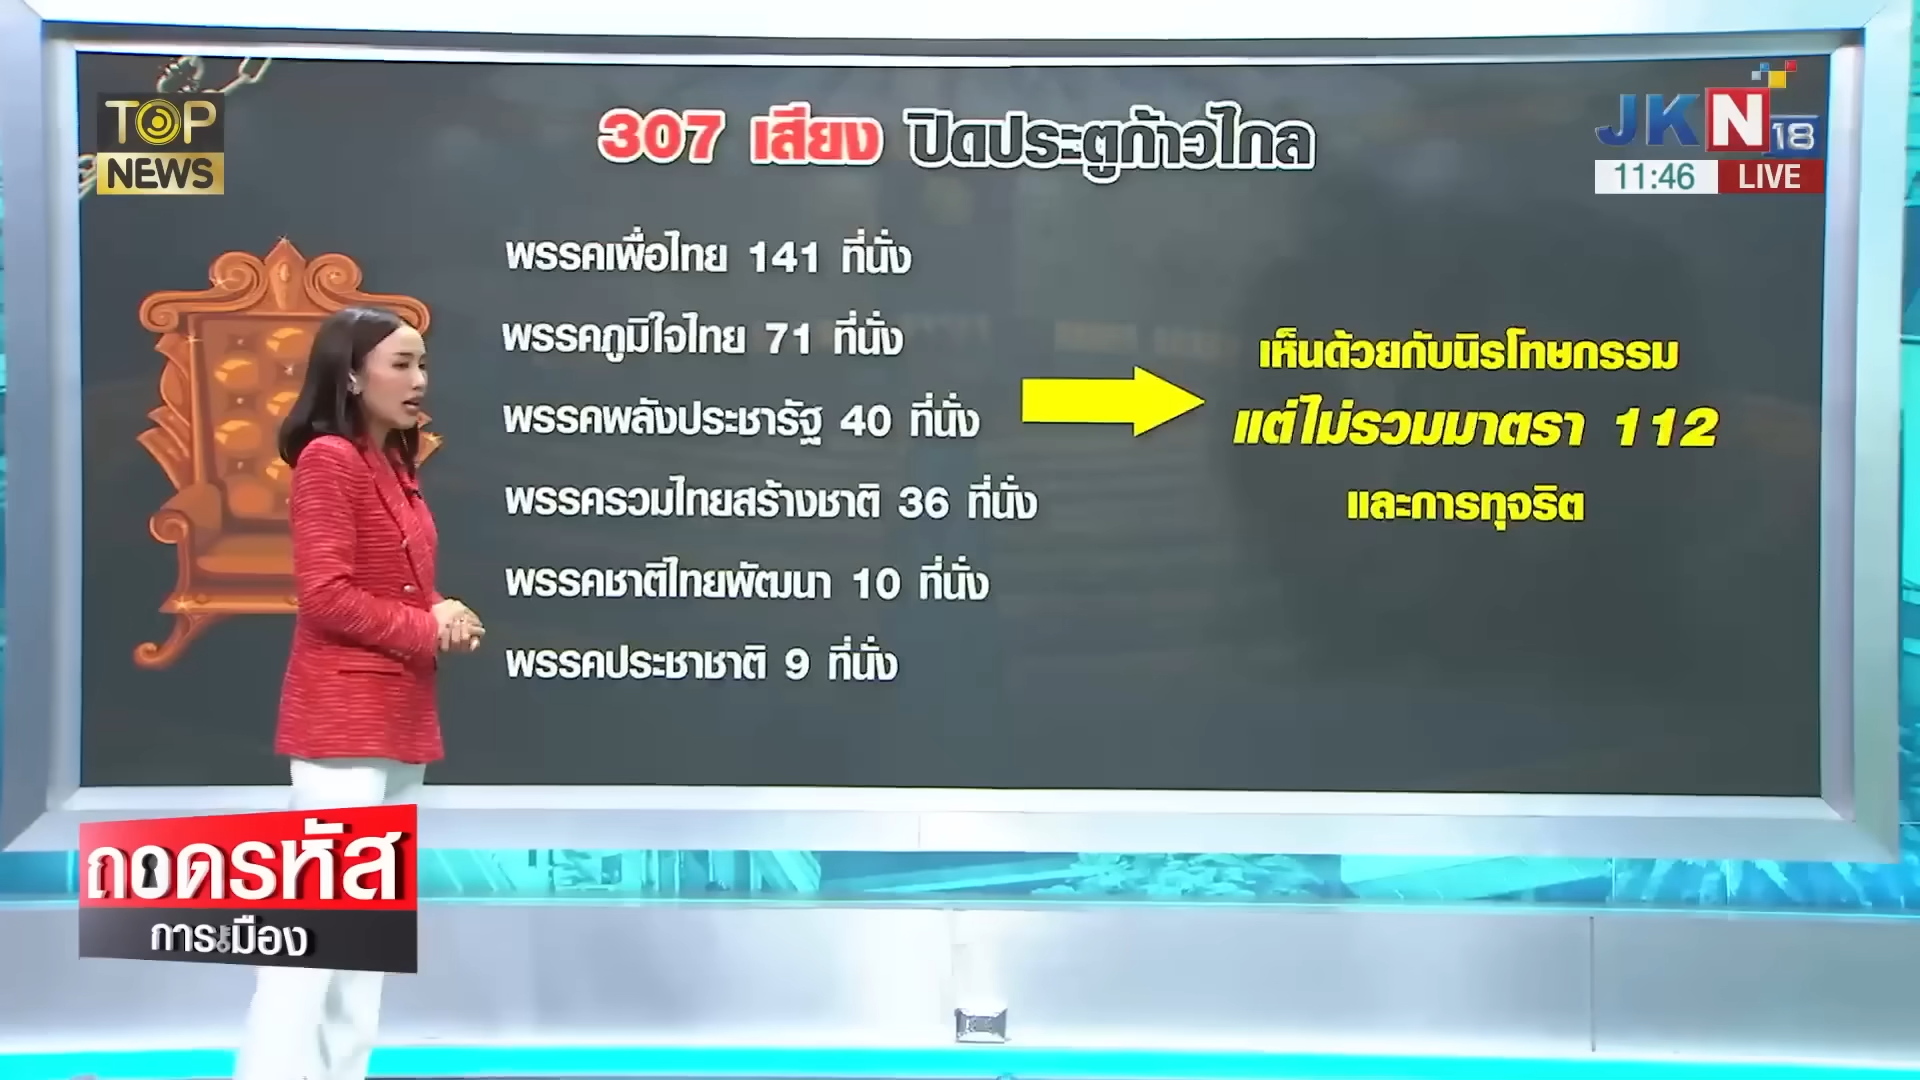 TOP
NEWS
JKN18
11:46 LIVE
307 เสียง ปิดประตูก้าวไกล
พรรคเพื่อไทย 141 ที่นั่ง
พรรคภูมิใจไทย 71 ที่นั่ง
พรรคพลังประชารัฐ 40 ที่นั่ง
พรรครวมไทยสร้างชาติ 36 ที่นั่ง
พรรคชาติไทยพัฒนา 10 ที่นั่ง
พรรคประชาชาติ 9 ที่นั่ง
เห็นด้วยกับนิรโทษกรรม
แต่ไม่รวมมาตรา 112
และการทุจริต
ถอดรหัส
การเมือง